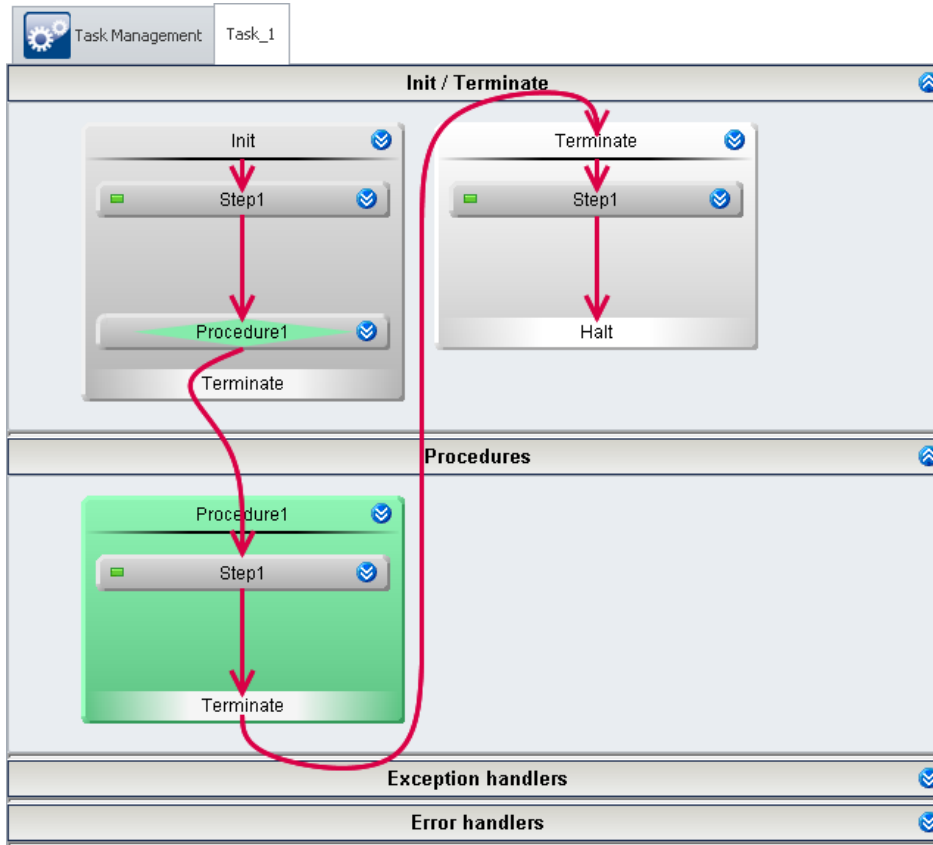 Task Management
Task_1
Init / Terminate
Init
Step1
Procedure1
Terminate
Terminate
Step1
Halt
Procedures
Procedure1
Step1
Terminate
Exception handlers
Error handlers